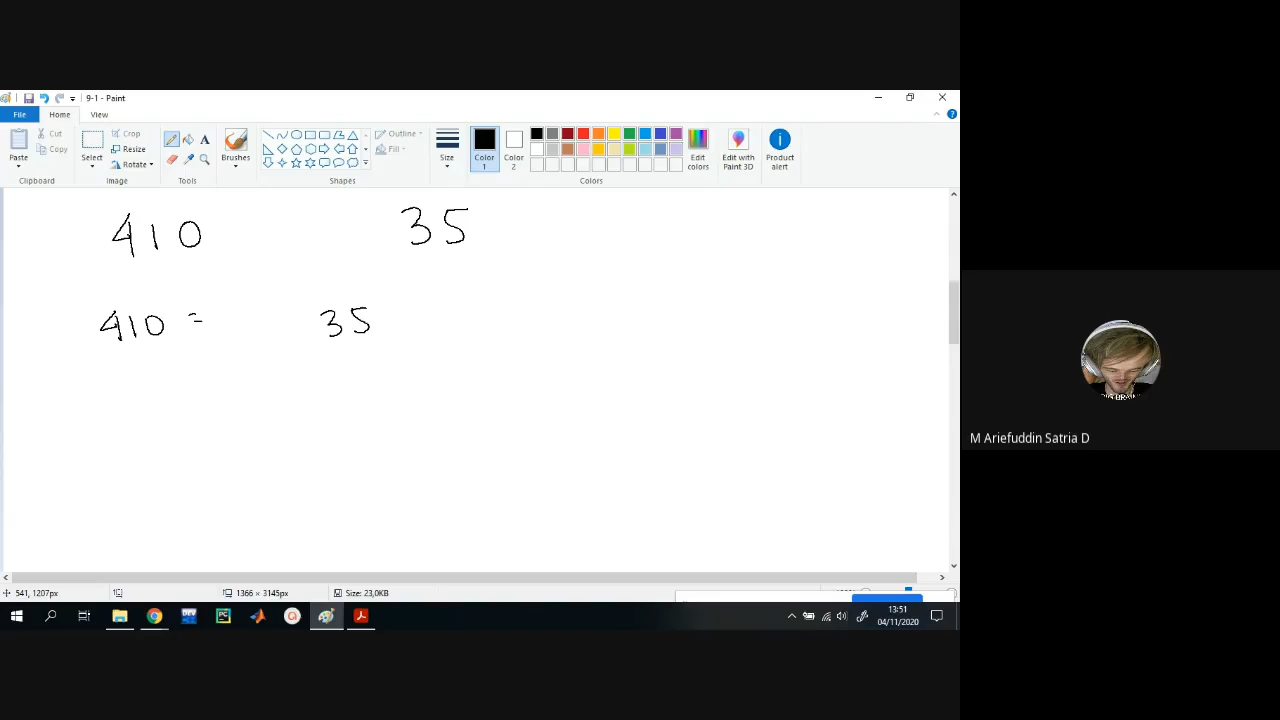 9-1 - Paint
File Home View
Cut Crop Outline
Copy Resize Fill
Paste Select Rotate Brushes Size Color 1 Color 2 Edit colors Edit with Paint 3D Product alert
Clipboard Image Tools Shapes Colors
410 35
410 = 35
M Ariefuddin Satria D
541, 1207px 1366 × 3145px Size: 23,0KB
DEV PC 13:51
04/11/2020